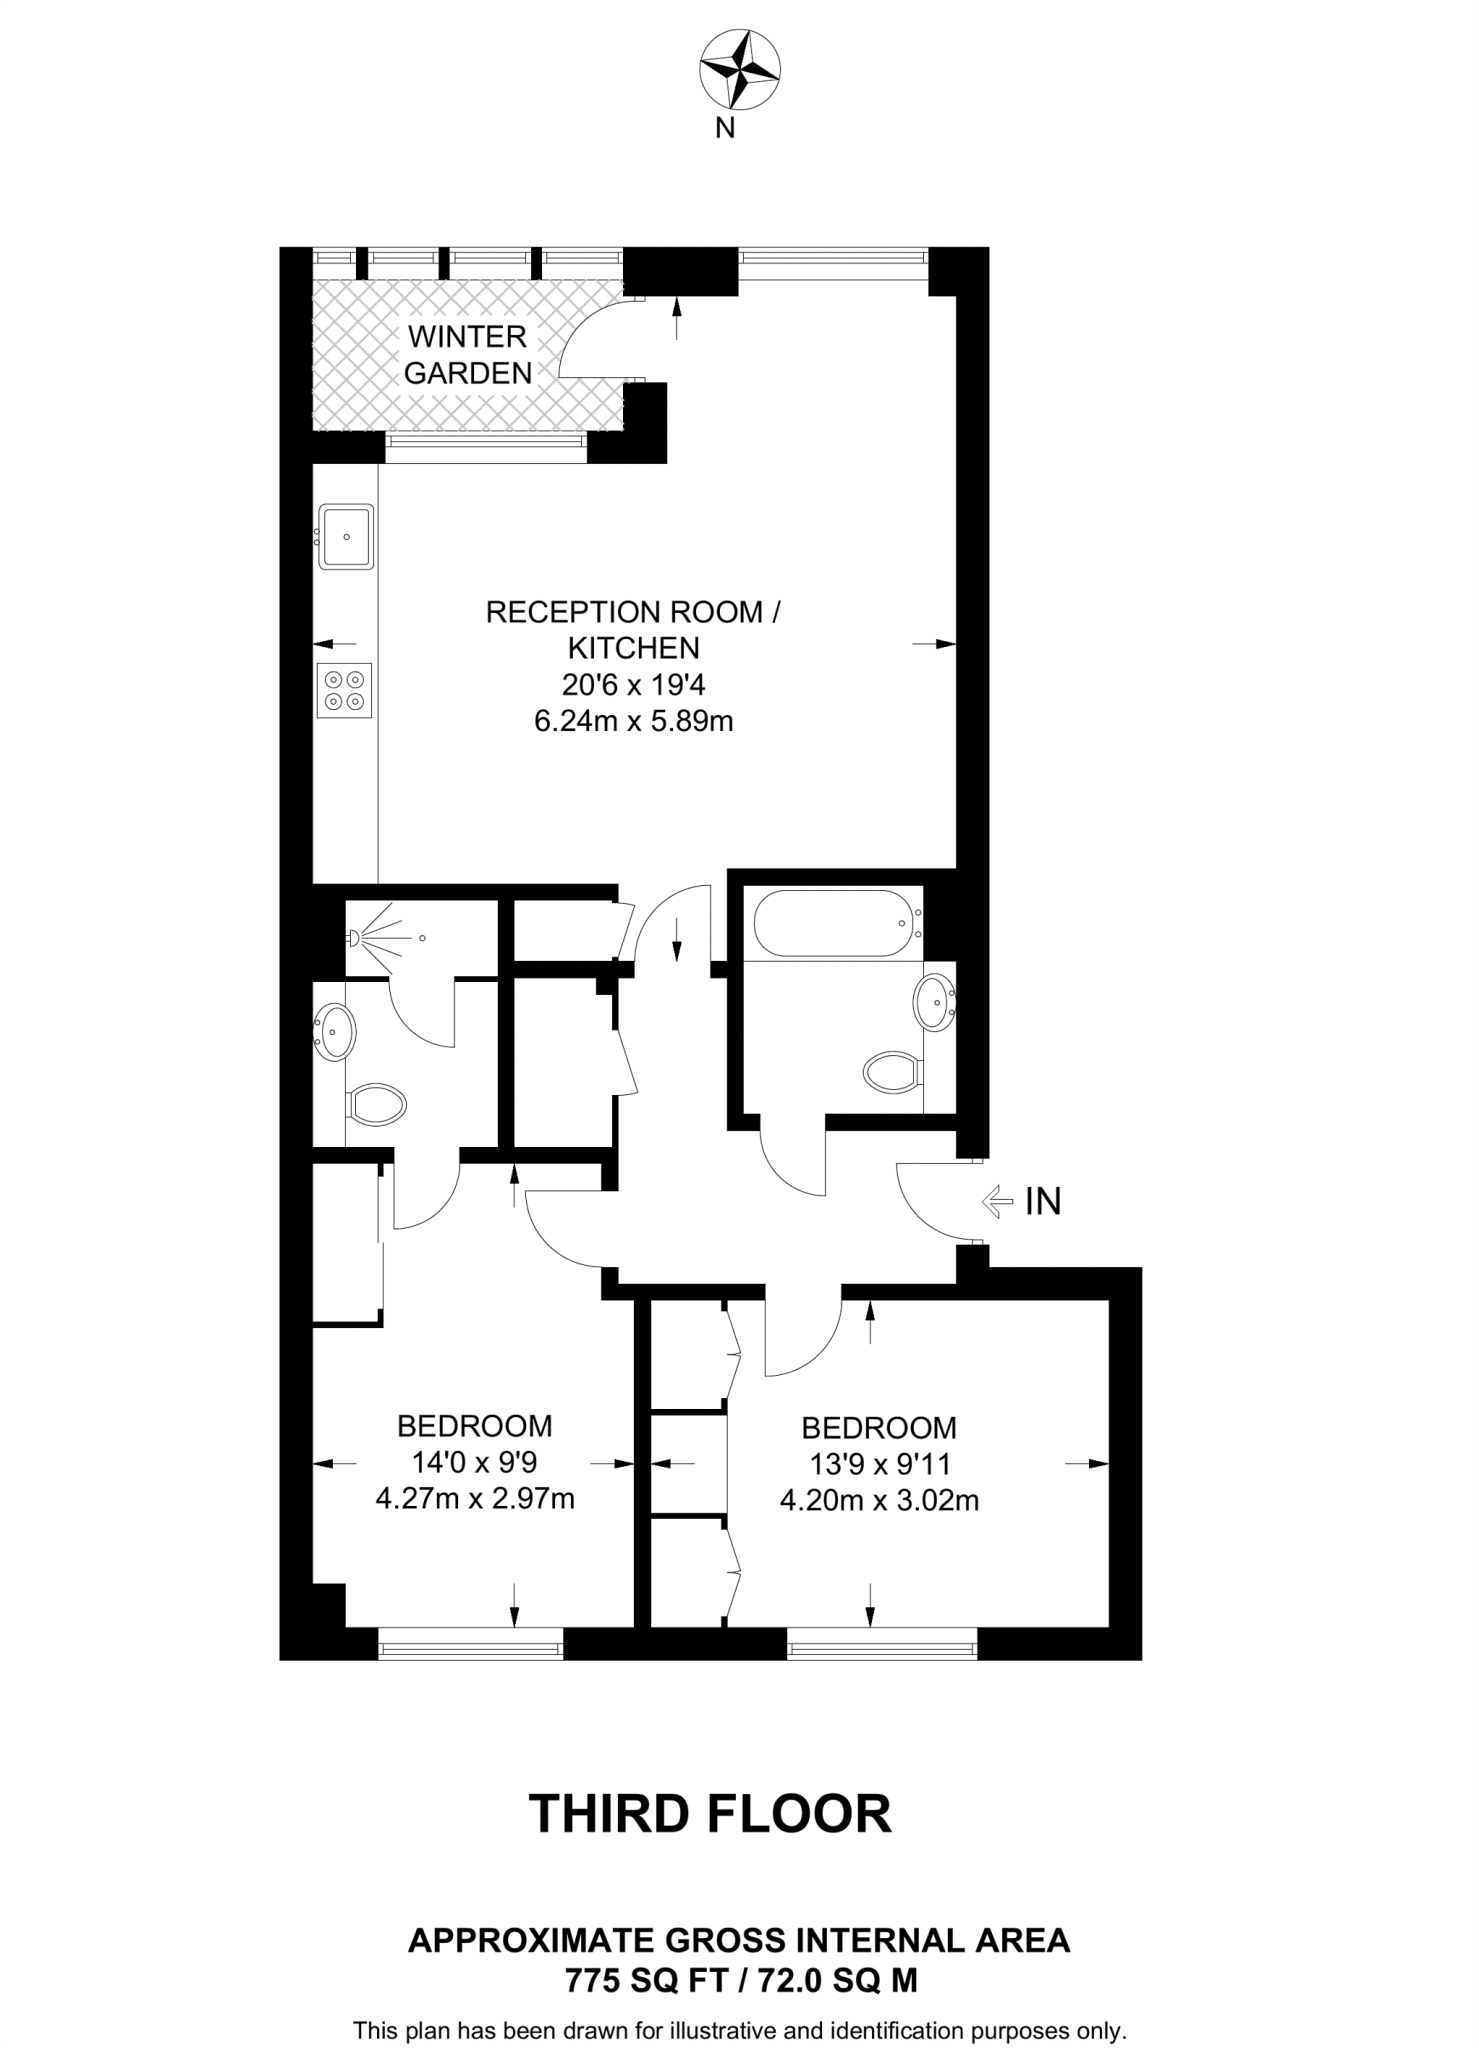 N
WINTER
GARDEN
RECEPTION ROOM /
KITCHEN
20'6 x 19'4
6.24m x 5.89m
IN
BEDROOM
14'0 x 9'9
4.27m x 2.97m
BEDROOM
13'9 x 9'11
4.20m x 3.02m
THIRD FLOOR
APPROXIMATE GROSS INTERNAL AREA
775 SQ FT / 72.0 SQ M
This plan has been drawn for illustrative and identification purposes only.